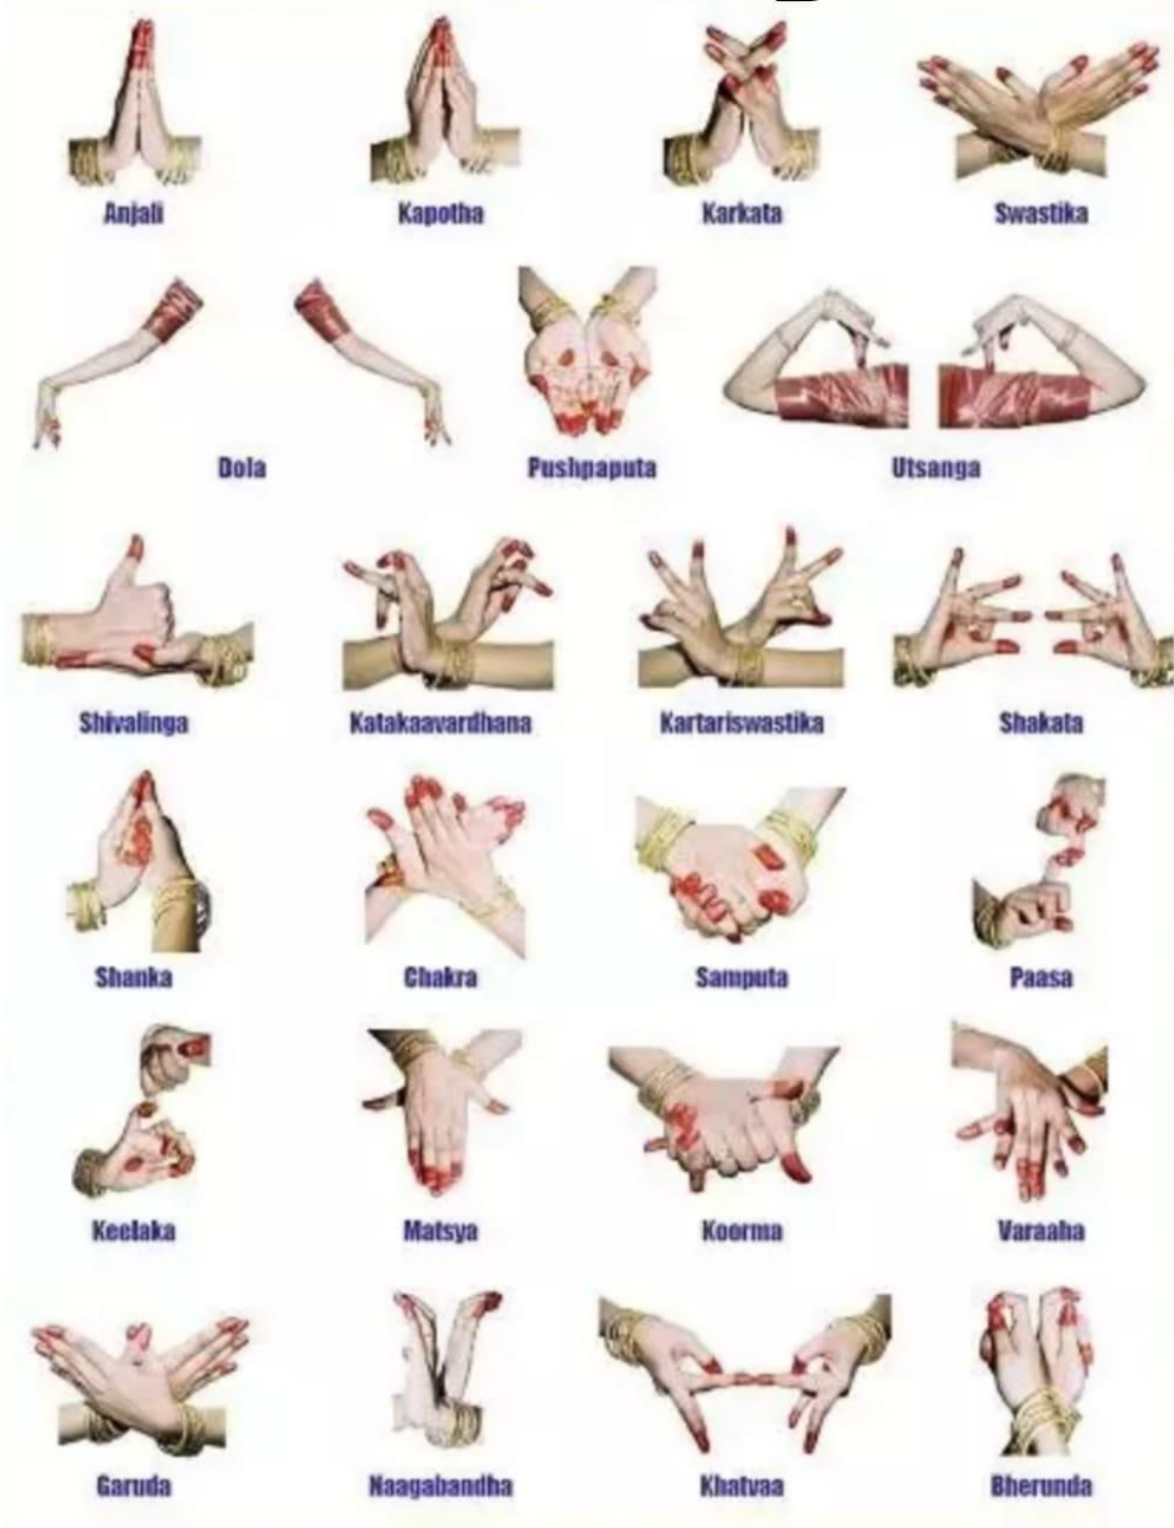 Anjali Kapotha Karkata Swastika
Dola Pushpaputa Utsanga
Shivalinga Katakaavardhana Kartariswastika Shakata
Shanka Chakra Samputa Paasa
Keelaka Matsya Koorma Varaaha
Garuda Naagabandha Khatvaa Bherunda